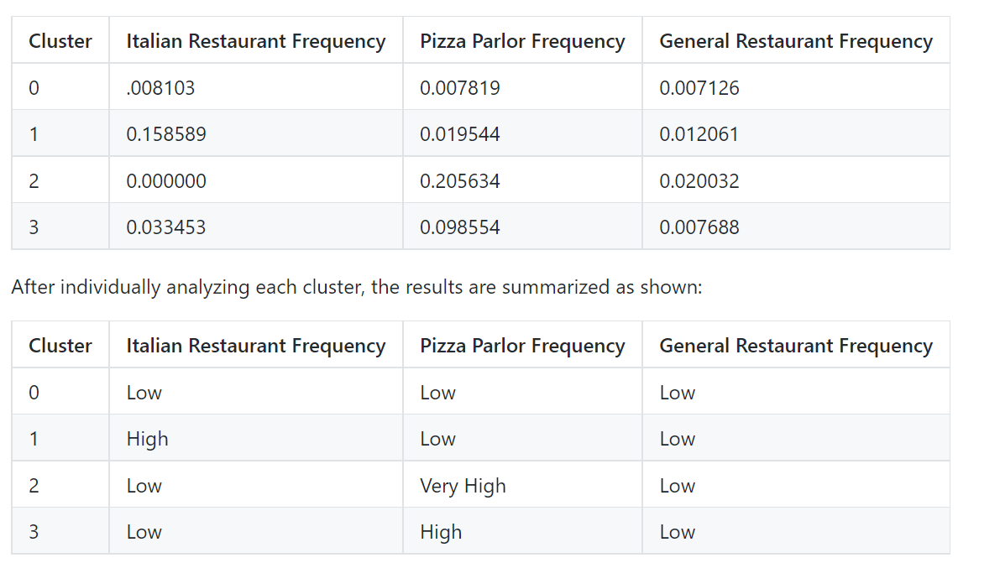 Cluster Italian Restaurant Frequency Pizza Parlor Frequency General Restaurant Frequency
0 .008103 0.007819 0.007126
1 0.158589 0.019544 0.012061
2 0.000000 0.205634 0.020032
3 0.033453 0.098554 0.007688
After individually analyzing each cluster, the results are summarized as shown:
Cluster Italian Restaurant Frequency Pizza Parlor Frequency General Restaurant Frequency
0 Low Low Low
1 High Low Low
2 Low Very High Low
3 Low High Low